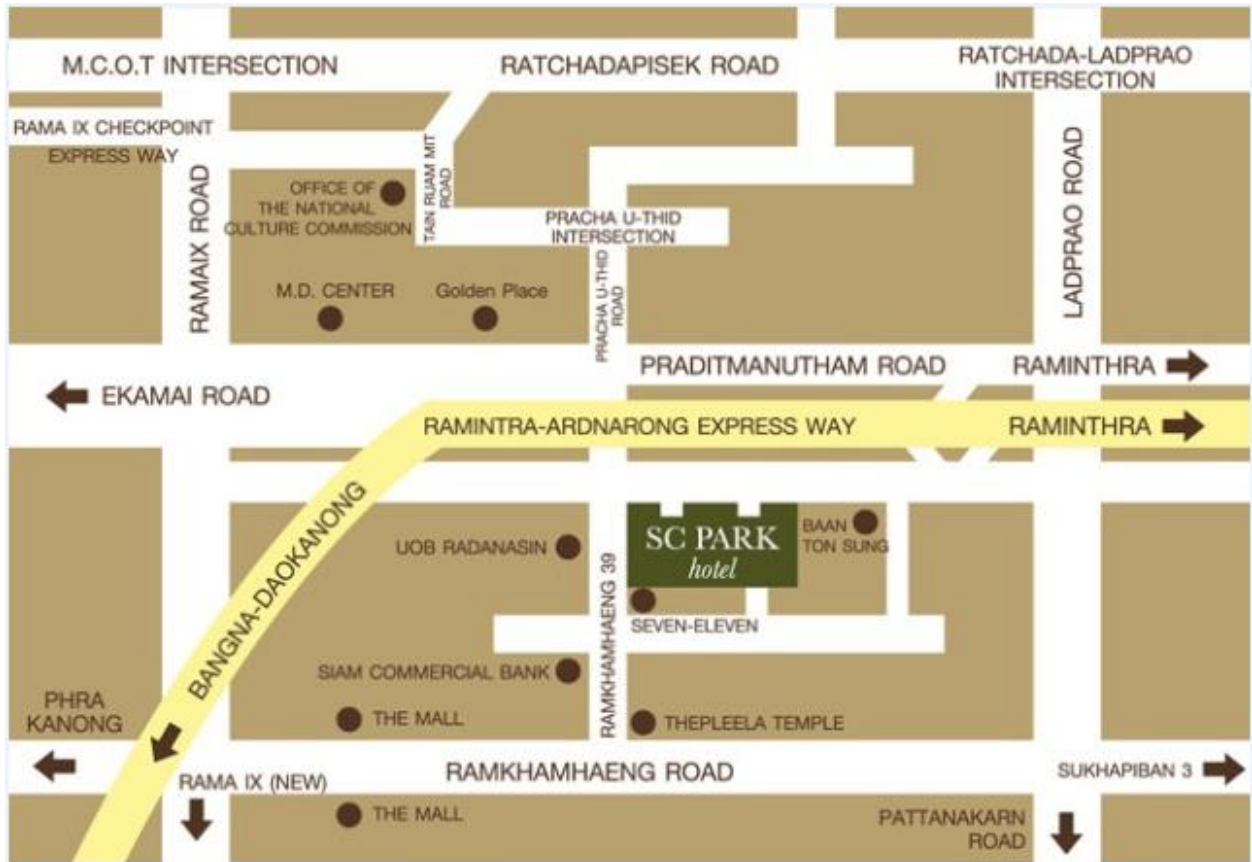 M.C.O.T INTERSECTION
RATCHADAPISEK ROAD
RATCHADA-LADPRAO
INTERSECTION
RAMA IX CHECKPOINT
EXPRESS WAY
RAMAIX ROAD
OFFICE OF
THE NATIONAL
CULTURE COMMISSION
TAIN RUAM MIT
ROAD
PRACHA U-THID
INTERSECTION
LADPRAO ROAD
M.D. CENTER
Golden Place
PRACHA U-THID
ROAD
PRADITMANUTHAM ROAD
RAMINTHRA
EKAMAI ROAD
RAMINTRA-ARDNARONG EXPRESS WAY
RAMINTHRA
BANGNA-DAOKANONG
UOB RADANASIN
RAMKHAMHAENG 39
SC PARK
hotel
BAAN
TON SUNG
SEVEN-ELEVEN
SIAM COMMERCIAL BANK
PHRA
KANONG
THE MALL
THEPLEELA TEMPLE
RAMA IX (NEW)
RAMKHAMHAENG ROAD
SUKHAPIBAN 3
THE MALL
PATTANAKARN
ROAD